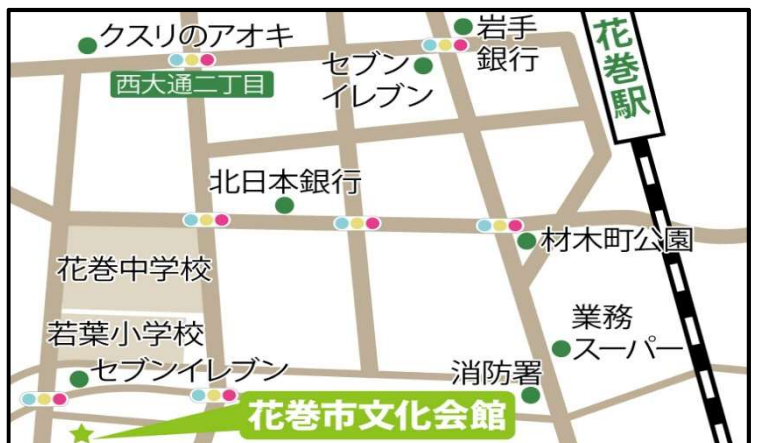 クスリのアオキ
西大通二丁目
岩手
銀行
セブン
イレブン
花巻駅
北日本銀行
材木町公園
花巻中学校
若葉小学校
セブンイレブン
業務
スーパー
消防署
花巻市文化会館